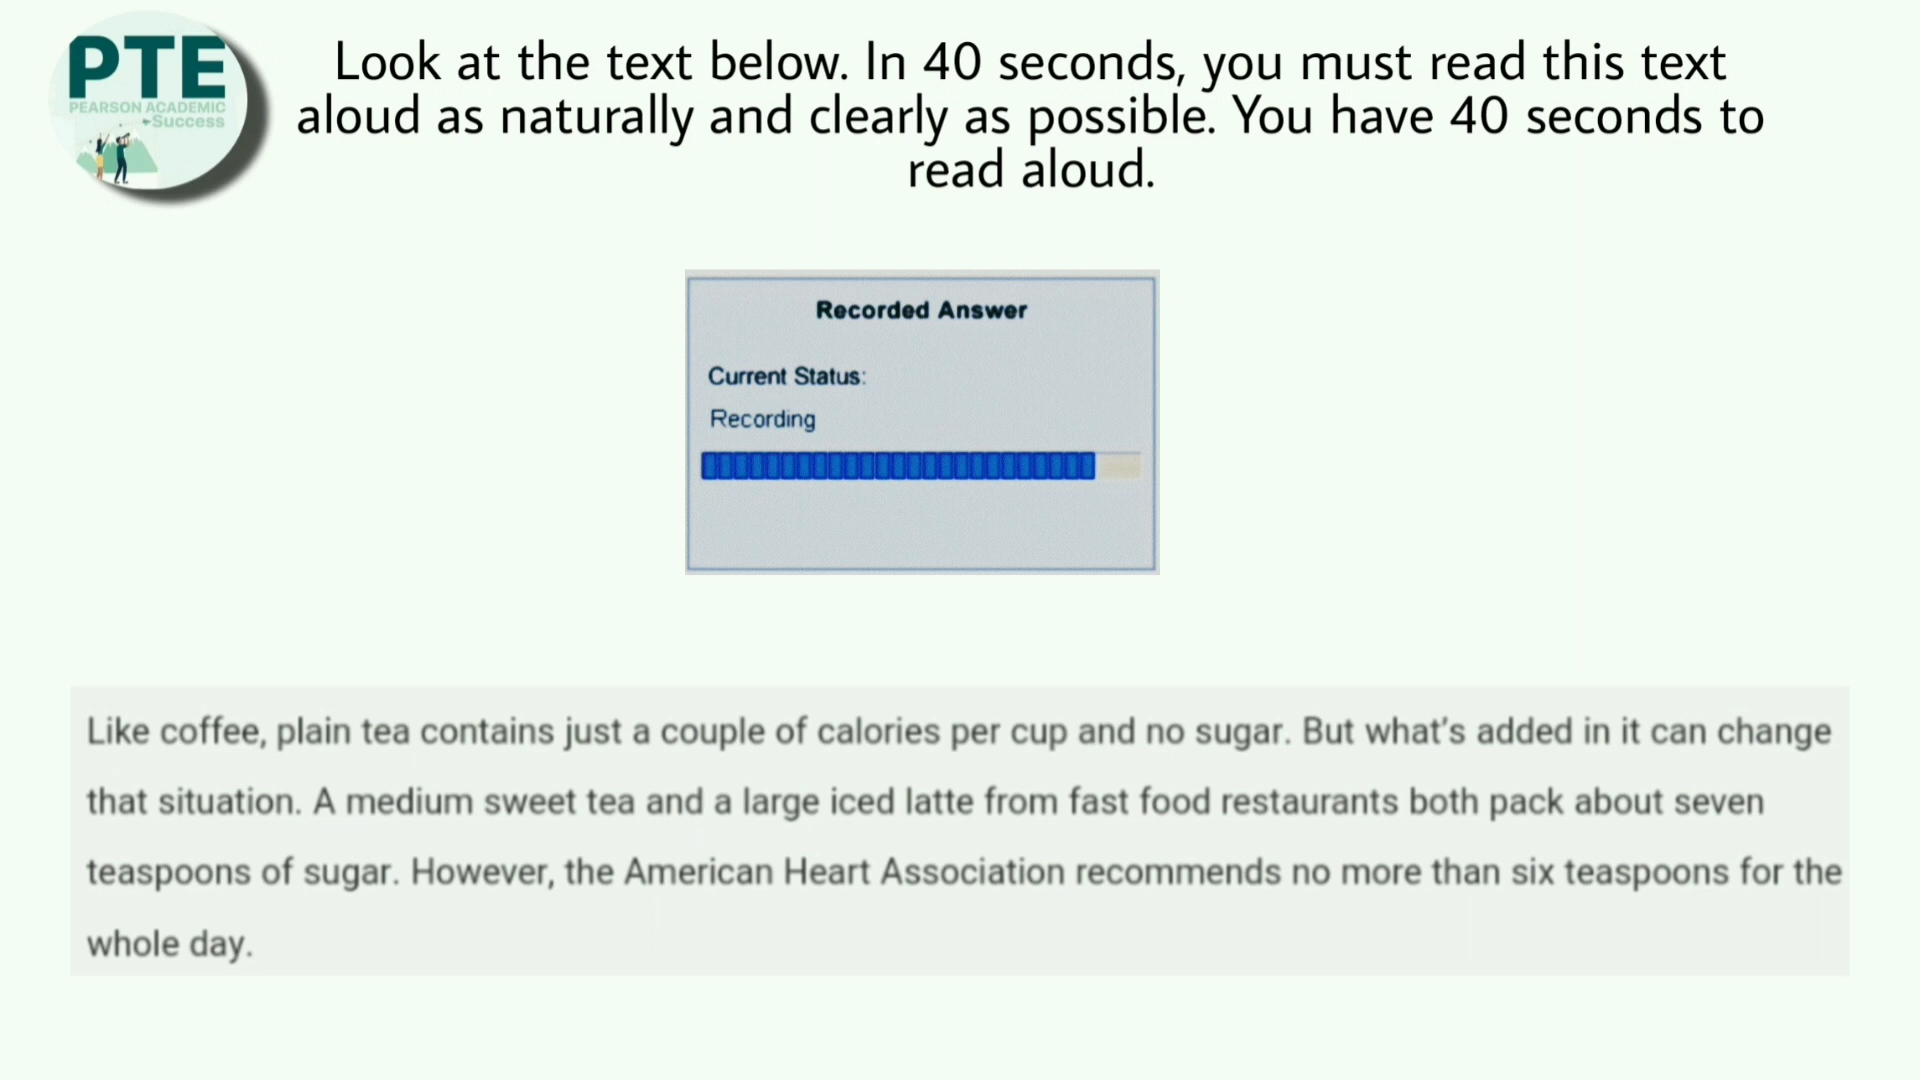 PTE
PEARSON ACADEMIC
Success
Look at the text below. In 40 seconds, you must read this text
aloud as naturally and clearly as possible. You have 40 seconds to
read aloud.
Recorded Answer
Current Status:
Recording
Like coffee, plain tea contains just a couple of calories per cup and no sugar. But what's added in it can change
that situation. A medium sweet tea and a large iced latte from fast food restaurants both pack about seven
teaspoons of sugar. However, the American Heart Association recommends no more than six teaspoons for the
whole day.